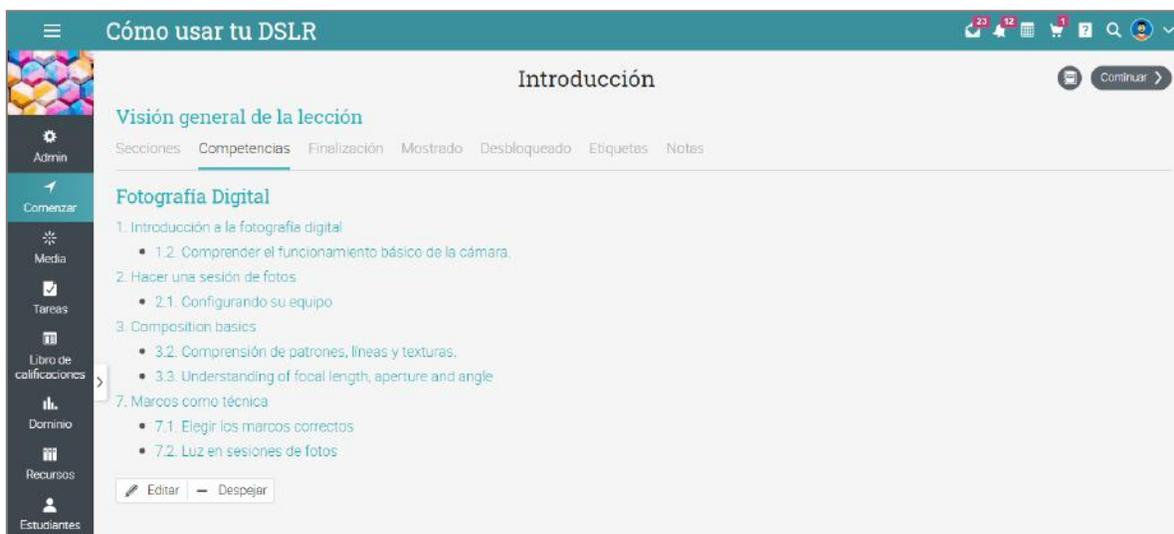 Cómo usar tu DSLR
23
12
1
?
Introducción
Continuar
Visión general de la lección
Secciones Competencias Finalización Mostrado Desbloqueado Etiquetas Notas
Admin
Comenzar
Media
Tareas
Libro de
calificaciones
Dominio
Recursos
Estudiantes
Fotografía Digital
1. Introducción a la fotografía digital
1.2. Comprender el funcionamiento básico de la cámara.
2. Hacer una sesión de fotos
2.1. Configurando su equipo
3. Composition basics
3.2. Comprensión de patrones, líneas y texturas.
3.3. Understanding of focal length, aperture and angle
7. Marcos como técnica
7.1. Elegir los marcos correctos
7.2. Luz en sesiones de fotos
Editar Despejar